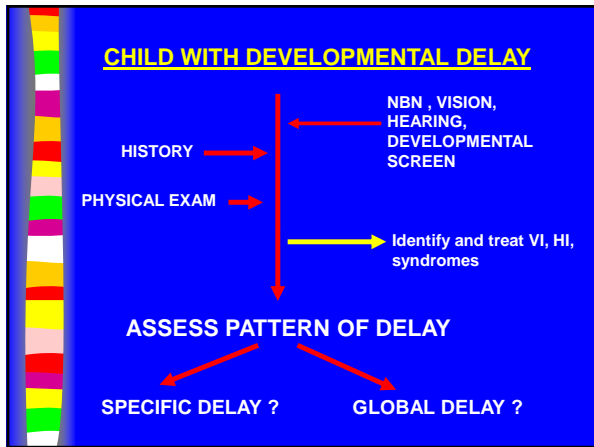 CHILD WITH DEVELOPMENTAL DELAY
NBN , VISION,
HEARING,
DEVELOPMENTAL
SCREEN
HISTORY
PHYSICAL EXAM
Identify and treat VI, HI,
syndromes
ASSESS PATTERN OF DELAY
SPECIFIC DELAY ?
GLOBAL DELAY ?